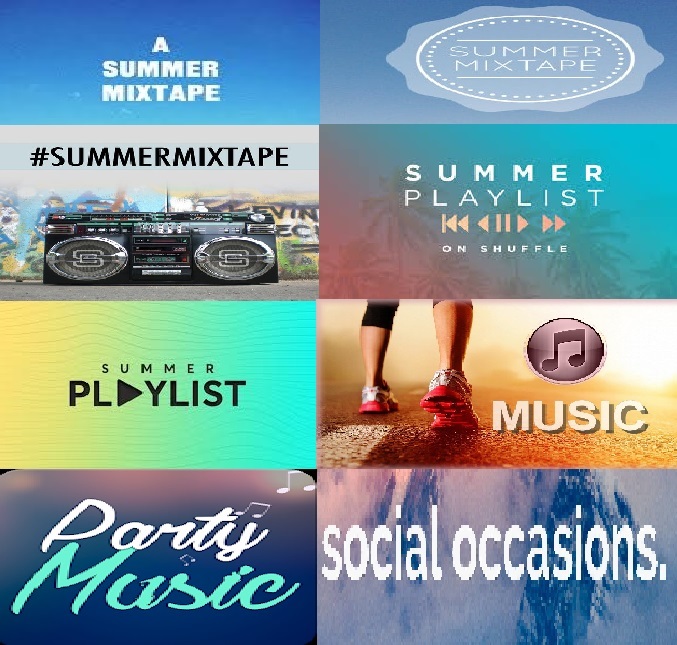 A
SUMMER
MIXTAPE
SUMMER
MIXTAPE
#SUMMERMIXTAPE
S S
SUMMER
PLAYLIST
ON SHUFFLE
SUMMER
PLAYLIST
MUSIC
Party
Music
social occasions.